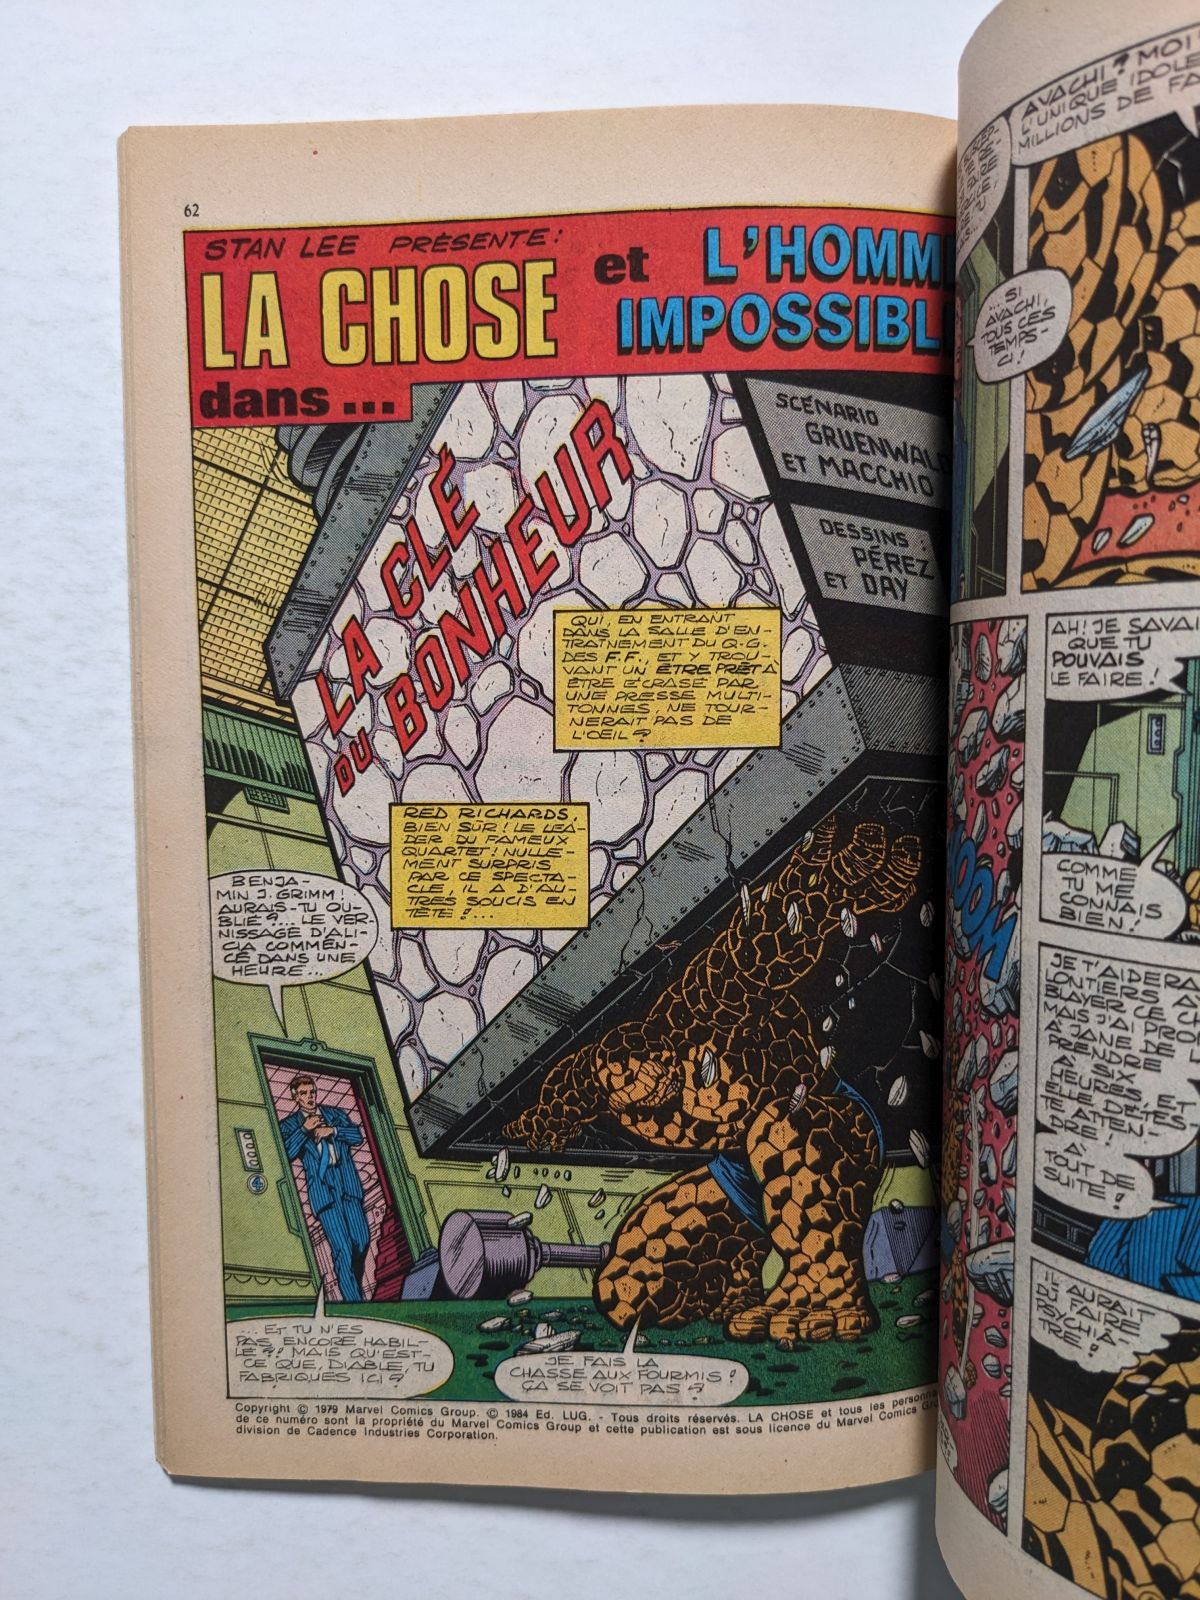 62
STAN LEE PRÉSENTE:
LA CHOSE et L'HOMM
IMPOSSIBL
dans...
SCÉNARIO
GRUENWALD
ET MACCHIO
DESSINS:
PÉREZ
ET DAY
LA CLÉ
DU BONHEUR
QUI, EN ENTRANT
DANS LA SALLE D'EN-
TRAÎNEMENT DU Q.G.
DES F.F., ET Y TROU-
VANT UN ÊTRE PRÊT À
ÊTRE ÉCRASÉ PAR
UNE PRESSE MULTI-
TONNES, NE TOUR-
NERAIT PAS DE
L'OEIL?
RED RICHARDS,
BIEN SÛR! LE LEA-
DER DU FAMEUX
QUARTET! NULLE-
MENT SURPRIS
PAR CE SPECTA-
CLE, IL A D'AU-
TRES SOUCIS EN
TÊTE!...
BENJA-
MIN J. GRIMM!
AURAIS-TU OU-
BLIÉ?... LE VER-
NISSAGE D'ALI-
CIA COMMEN-
CE DANS UNE
HEURE...
4
...ET TU N'ES
PAS ENCORE HABIL-
LÉ?! MAIS QU'EST-
CE QUE, DIABLE, TU
FABRIQUES ICI?
JE FAIS LA
CHASSE AUX FOURMIS!
ÇA SE VOIT PAS?
Copyright © 1979 Marvel Comics Group. © 1984 Ed. LUG. - Tous droits réservés. LA CHOSE et tous les personna
de ce numéro sont la propriété du Marvel Comics Group et cette publication est sous licence du Marvel Comics Gro
division de Cadence Industries Corporation.
AVACHI? MOI
L'UNIQUE IDOLE
MILLIONS DE FA
...SI
AVACHI,
TOUS CES
TEMPS-
CI!
AH! JE SAVAI
QUE TU
POUVAIS
LE FAIRE!
OOM
COMME
TU ME
CONNAIS
BIEN!
JE T'AIDERA
À
CE
MAIS J'AI PRO
À JANE DE
PRENDRE
À SIX
HEURES, ET
ELLE DÉTES-
TE ATTEN-
DRE!
À
TOUT DE
SUITE!
IL AURAIT
DÛ FAIRE
PSYCHIA-
TRE!